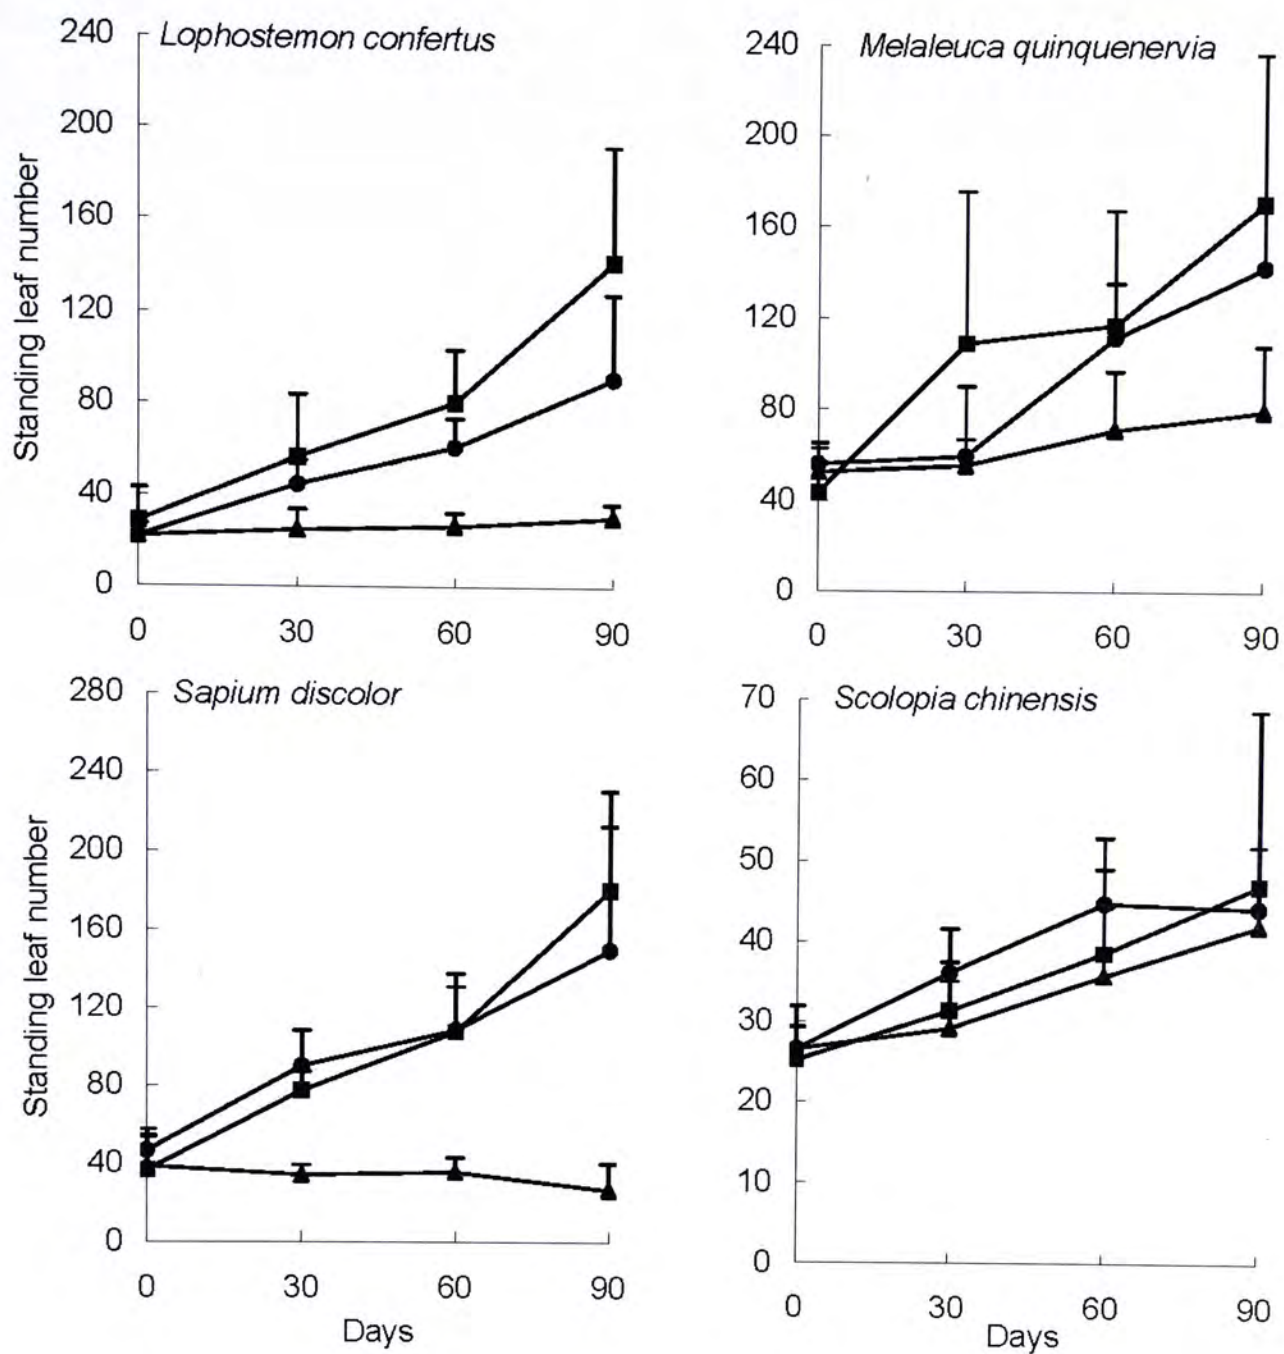 Lophostemon confertus
240
200
160
120
80
40
0
Standing leaf number
0 30 60 90
Melaleuca quinquenervia
240
200
160
120
80
40
0
0 30 60 90
Sapium discolor
280
240
200
160
120
80
40
0
Standing leaf number
0 30 60 90
Days
Scolopia chinensis
70
60
50
40
30
20
10
0
0 30 60 90
Days